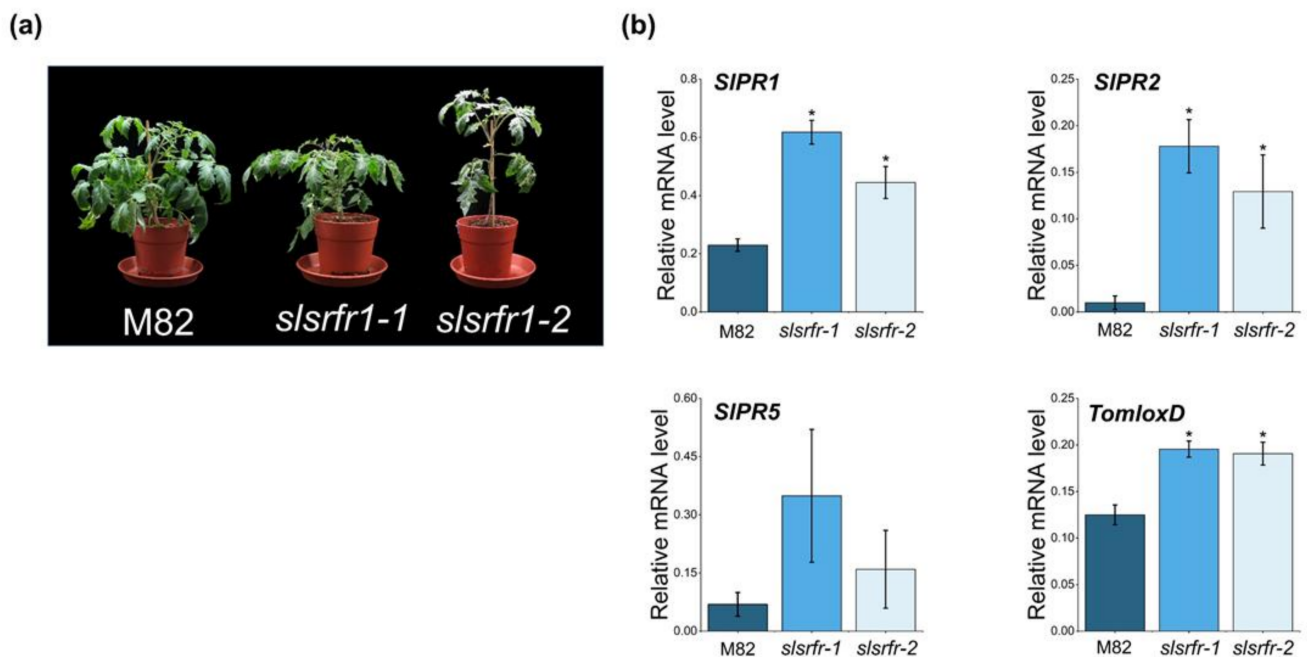 (a)
M82 slsrfr1-1 slsrfr1-2
(b)
SlPR1
Relative mRNA level
0.8
0.6
0.4
0.2
0.0
*
*
M82 slsrfr-1 slsrfr-2
SlPR2
Relative mRNA level
0.25
0.20
0.15
0.10
0.05
0.00
*
*
M82 slsrfr-1 slsrfr-2
SlPR5
Relative mRNA level
0.60
0.45
0.30
0.15
0.00
M82 slsrfr-1 slsrfr-2
TomloxD
Relative mRNA level
0.25
0.20
0.15
0.10
0.05
0.00
*
*
M82 slsrfr-1 slsrfr-2